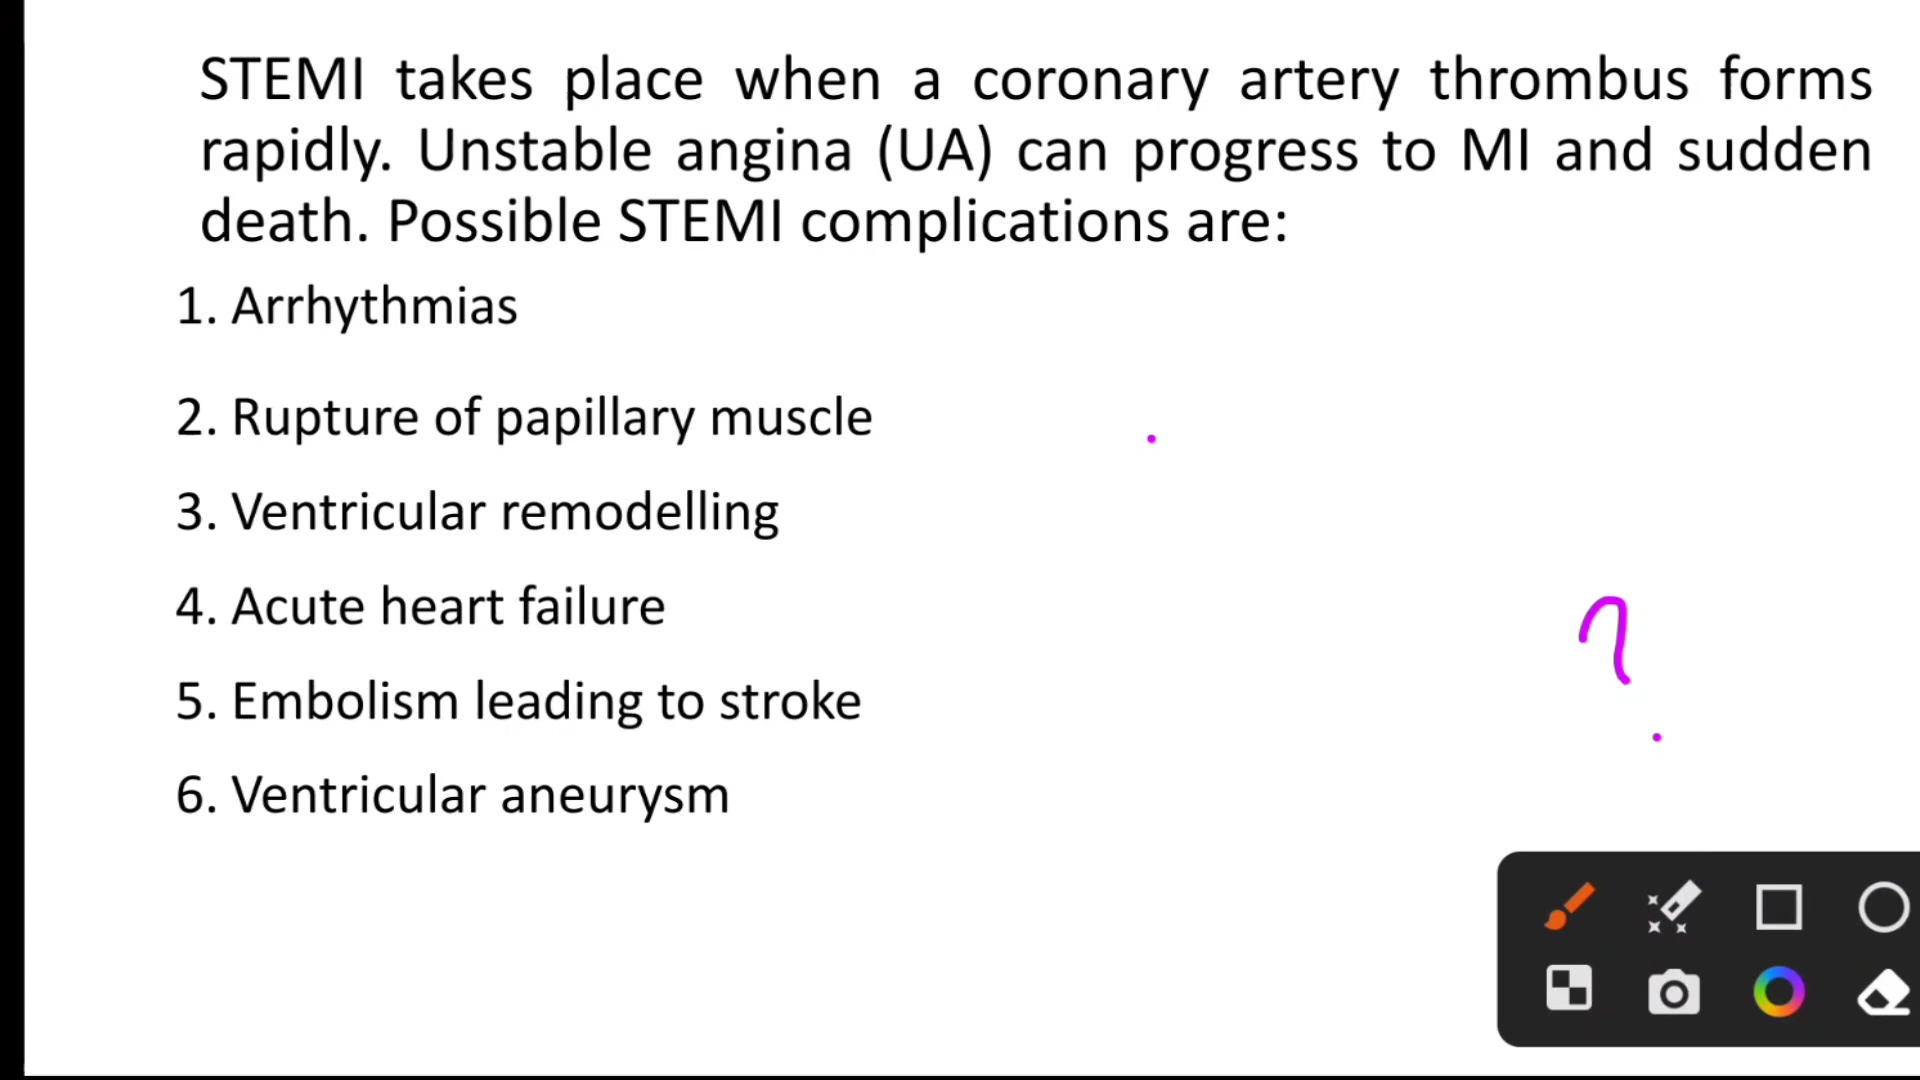 STEMI takes place when a coronary artery thrombus forms
rapidly. Unstable angina (UA) can progress to MI and sudden
death. Possible STEMI complications are:
1. Arrhythmias
2. Rupture of papillary muscle
3. Ventricular remodelling
4. Acute heart failure
5. Embolism leading to stroke
6. Ventricular aneurysm